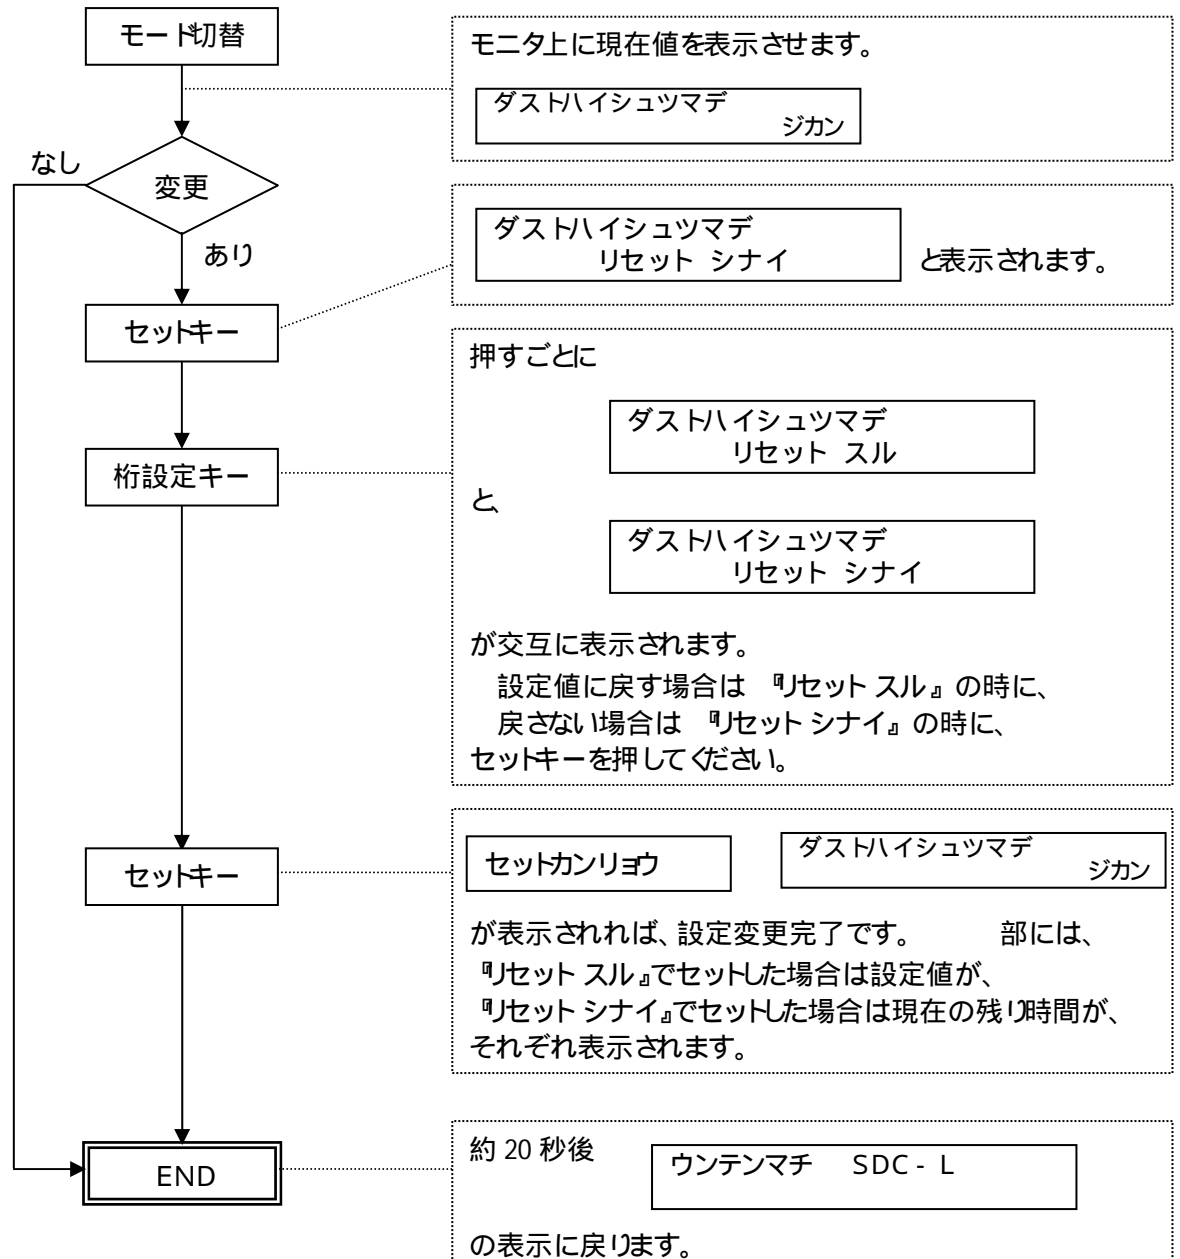 モード切替
モニタ上に現在値を表示させます。
ダストハイシュツマデ
ジカン
なし
変更
あり
ダストハイシュツマデ
リセット シナイ
と表示されます。
セットキー
押すごとに
ダストハイシュツマデ
リセット スル
桁設定キー
と、
ダストハイシュツマデ
リセット シナイ
が交互に表示されます。
設定値に戻す場合は 『リセット スル』の時に、
戻さない場合は 『リセット シナイ』の時に、
セットキーを押してください。
セットキー
セットカンリョウ
ダストハイシュツマデ
ジカン
が表示されれば、設定変更完了です。 部には、
『リセット スル』でセットした場合は設定値が、
『リセット シナイ』でセットした場合は現在の残り時間が、
それぞれ表示されます。
END
約 20 秒後
ウンテンマチ SDC - L
の表示に戻ります。